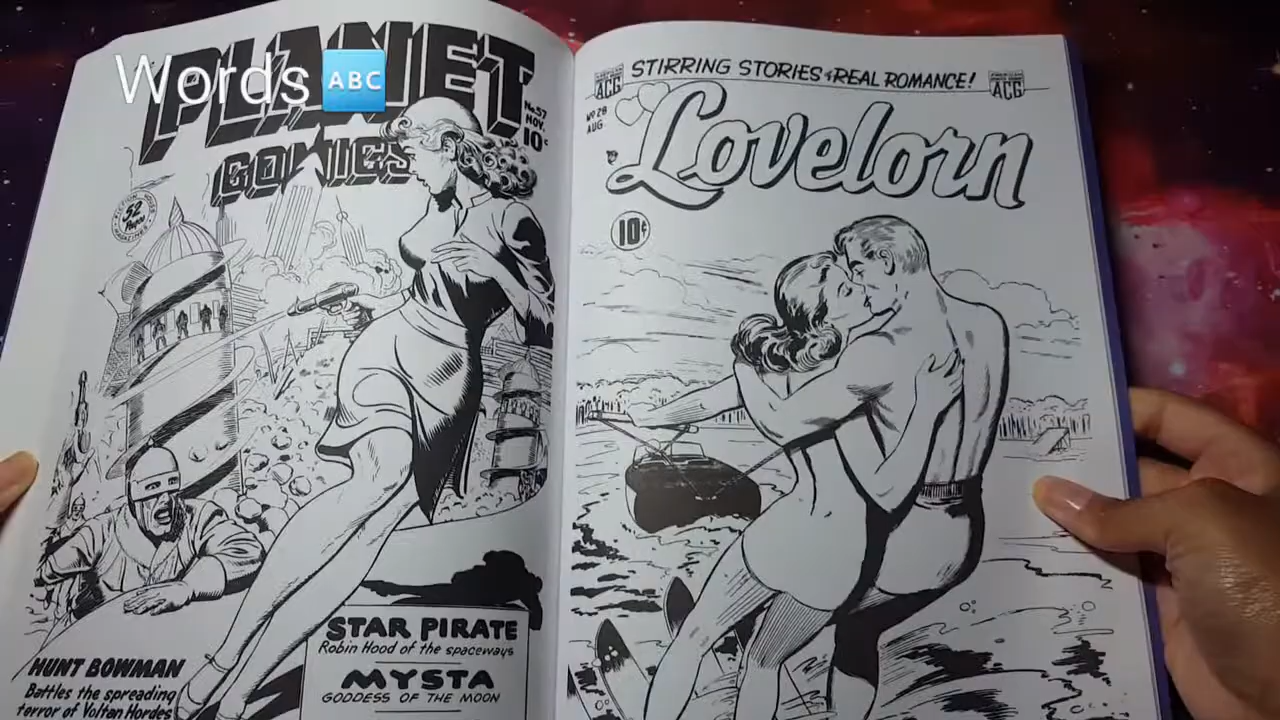 Words 🔤
PLANET
COMICS
No.57
NOV.
10¢
52
Pages
HUNT BOWMAN
Battles the spreading
terror of Voltan Hordes
STAR PIRATE
Robin Hood of the spaceways
MYSTA
GODDESS OF THE MOON
STIRRING STORIES of REAL ROMANCE!
ACG
ACG
No 28
AUG
Lovelorn
10¢